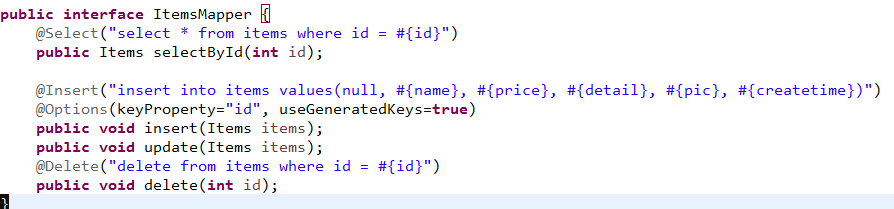 public interface ItemsMapper {
    @Select("select * from items where id = #{id}")
    public Items selectById(int id);

    @Insert("insert into items values(null, #{name}, #{price}, #{detail}, #{pic}, #{createtime})")
    @Options(keyProperty="id", useGeneratedKeys=true)
    public void insert(Items items);
    public void update(Items items);
    @Delete("delete from items where id = #{id}")
    public void delete(int id);
}